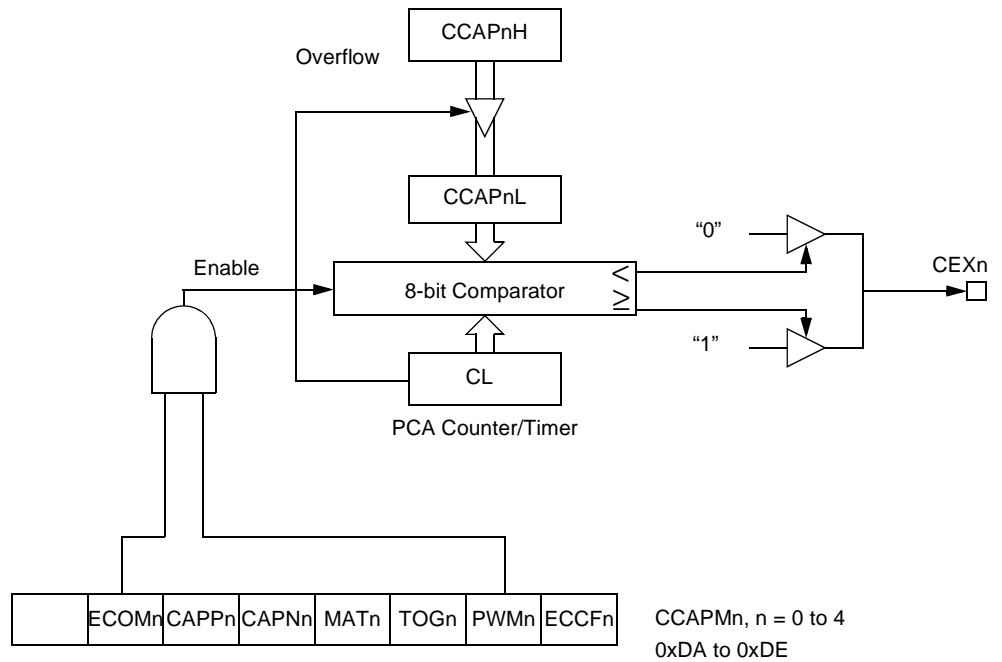 CCAPnH
Overflow
CCAPnL
“0”
Enable
8-bit Comparator
<
≥
CEXn
“1”
CL
PCA Counter/Timer
ECOMn CAPPn CAPNn MATn TOGn PWMn ECCFn
CCAPMn, n = 0 to 4
0xDA to 0xDE